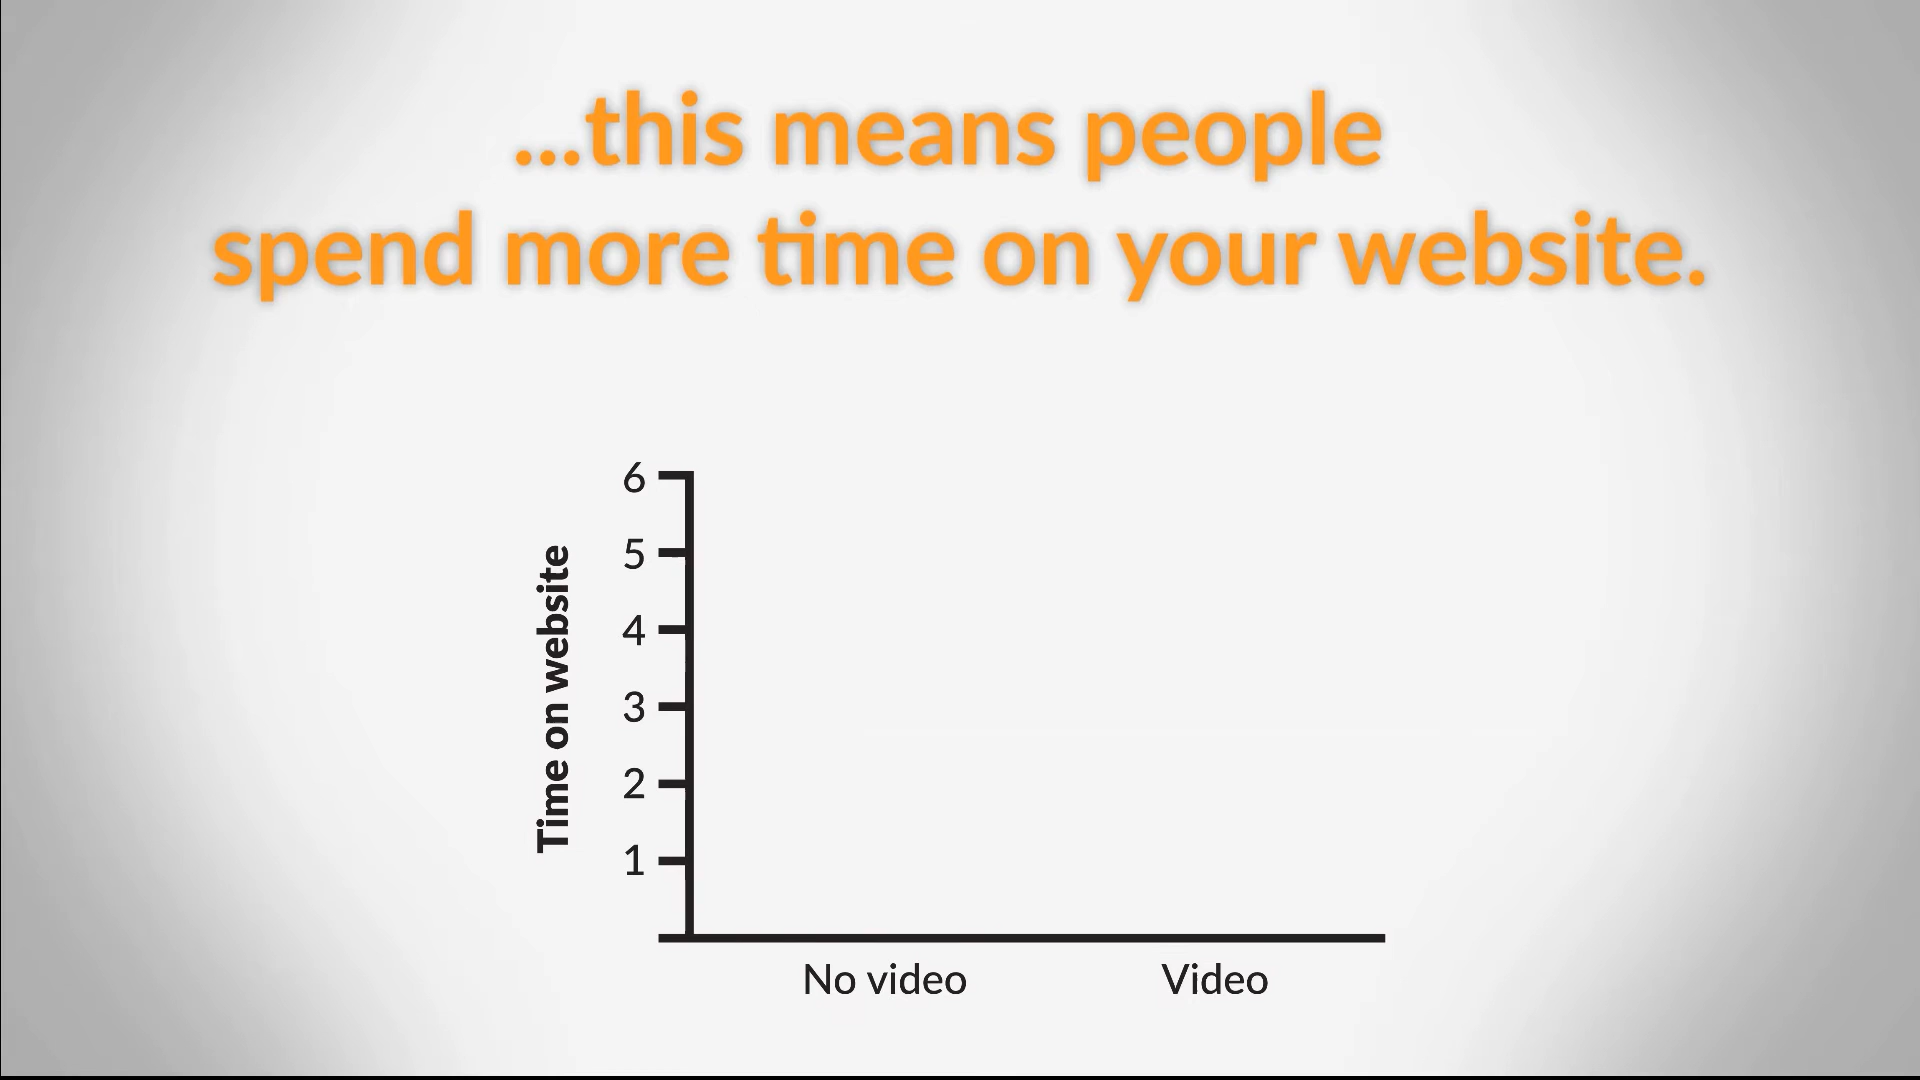 ...this means people
spend more time on your website.
Time on website
6
5
4
3
2
1
No video
Video